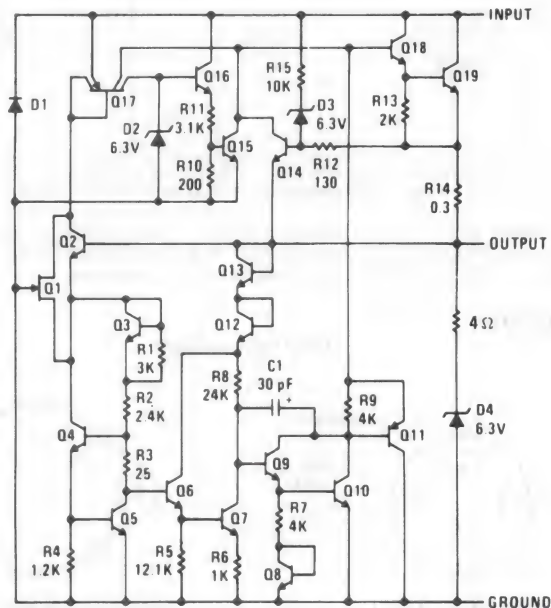 INPUT
Q18
Q16
R15
10K
Q19
Q17
R13
2K
D1
R11
3.1K
D3
6.3V
D2
6.3V
Q15
R10
200
Q14
R12
130
R14
0.3
Q2
OUTPUT
Q1
Q13
Q3
Q12
4Ω
R1
3K
C1
30 pF
+
R8
24K
R2
2.4K
R9
4K
D4
6.3V
Q4
Q11
R3
25
Q9
Q6
Q10
Q5
Q7
R7
4K
R4
1.2K
R5
12.1K
R6
1K
Q8
GROUND